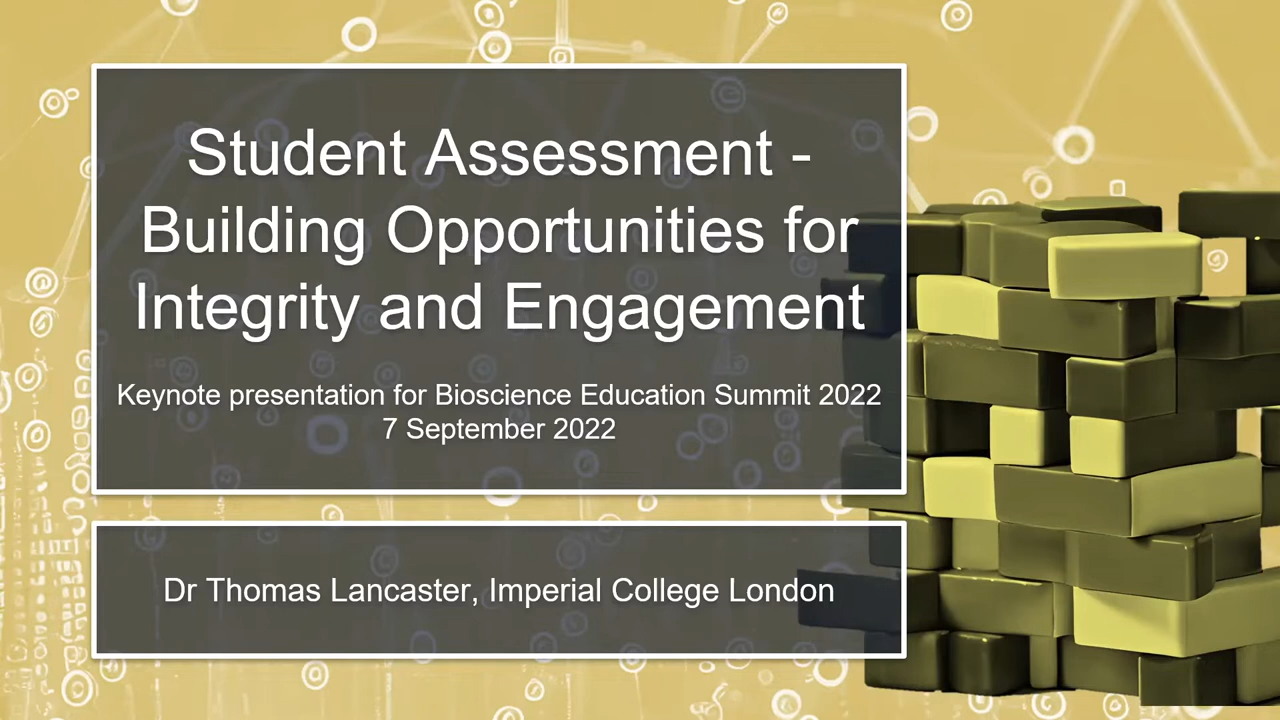 Student Assessment -
Building Opportunities for
Integrity and Engagement
Keynote presentation for Bioscience Education Summit 2022
7 September 2022
Dr Thomas Lancaster, Imperial College London